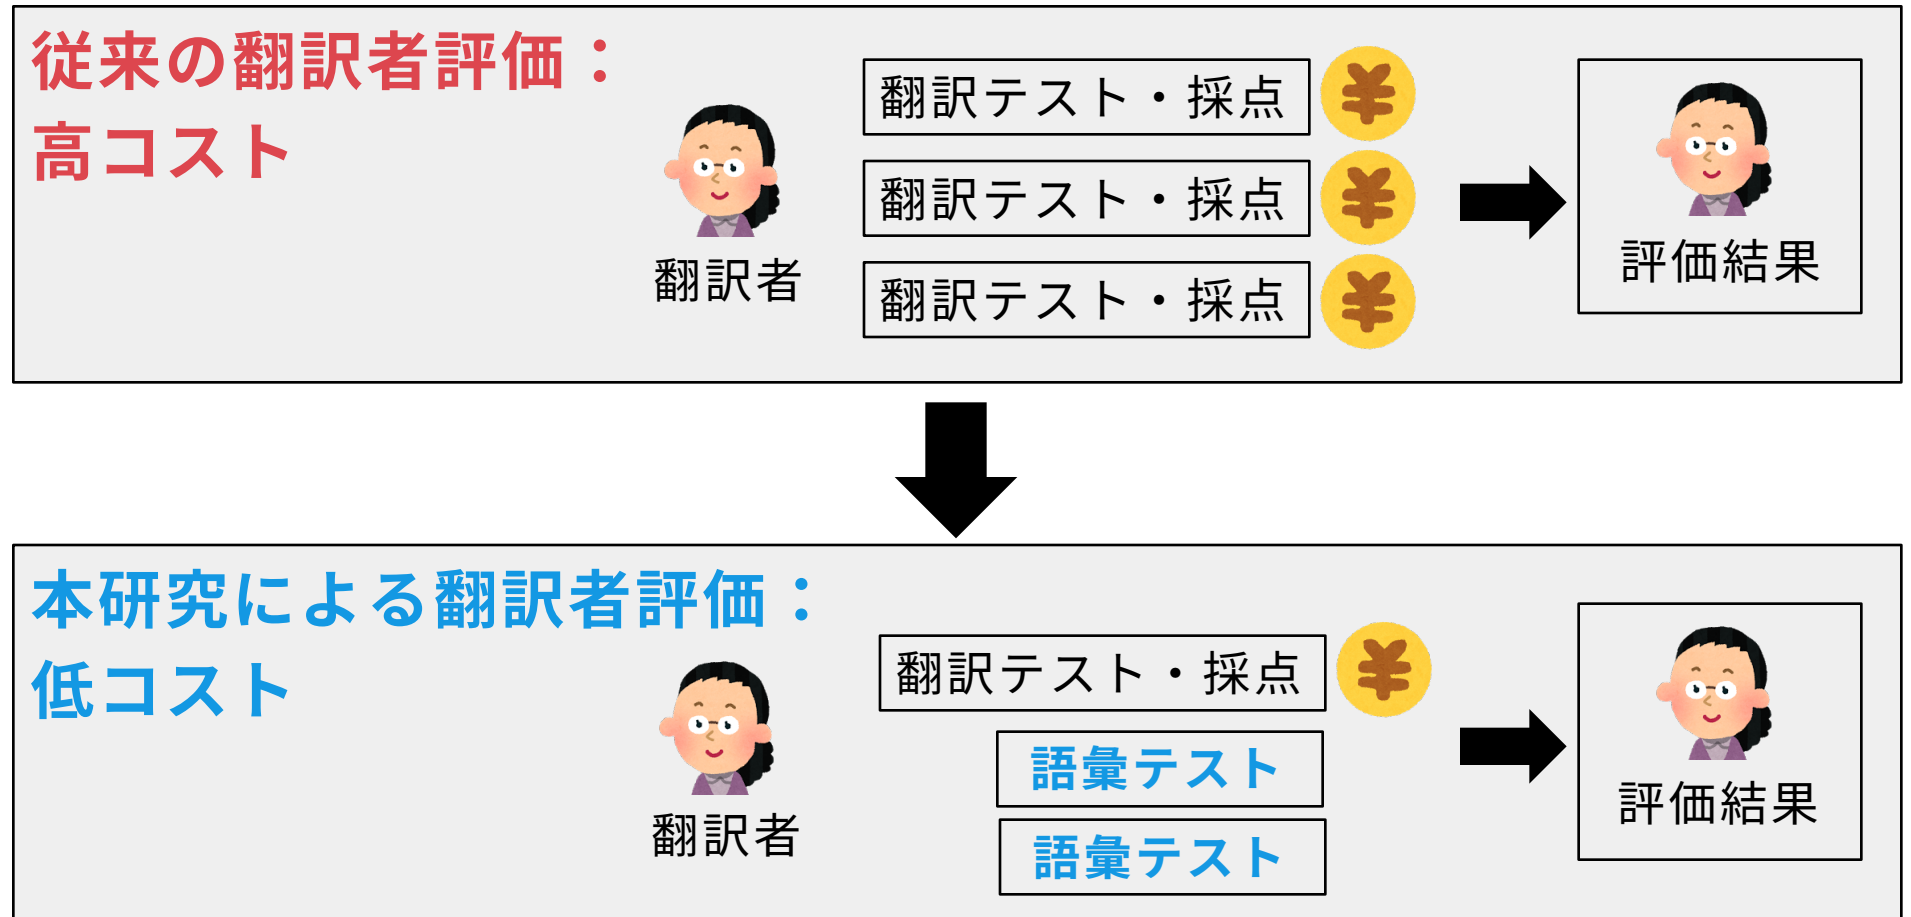 従来の翻訳者評価：
高コスト
翻訳者
翻訳テスト・採点
¥
翻訳テスト・採点
¥
翻訳テスト・採点
¥
評価結果
本研究による翻訳者評価：
低コスト
翻訳者
翻訳テスト・採点
¥
語彙テスト
語彙テスト
評価結果